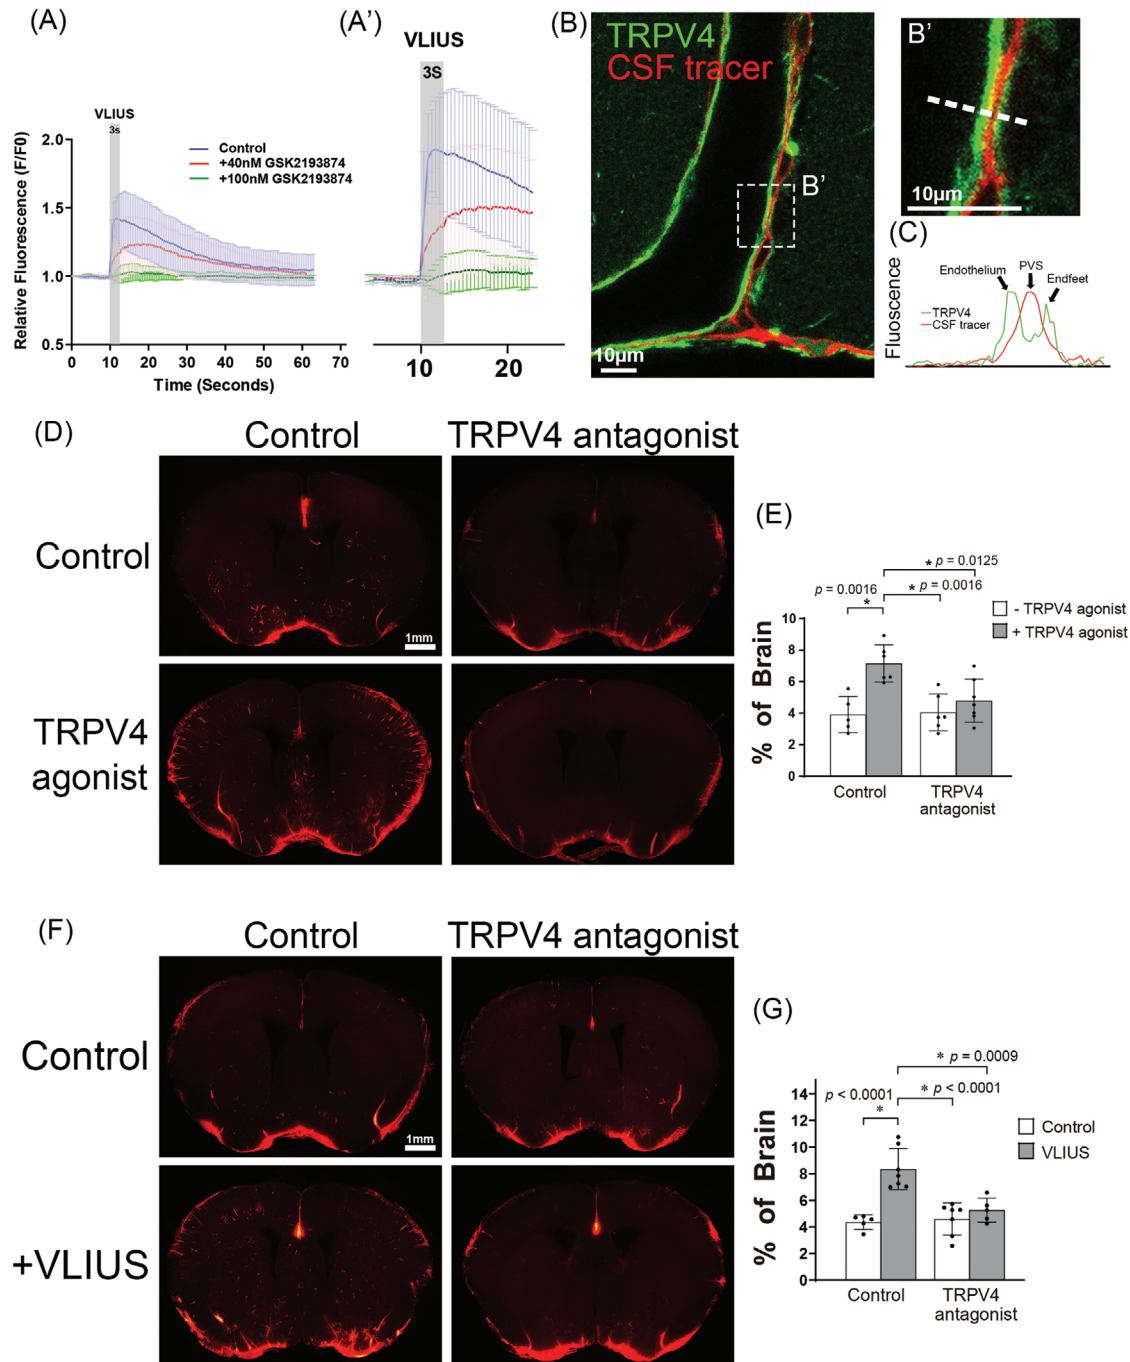 (A)
VLIUS
3s
Control
+40nM GSK2193874
+100nM GSK2193874
Relative Fluorescence (F/F0)
2.0
1.5
1.0
0.5
0 10 20 30 40 50 60 70
Time (Seconds)
(A’)
VLIUS
3S
10 20
(B)
TRPV4
CSF tracer
B’
10μm
B’
10μm
(C)
Endothelium
PVS
Endfeet
TRPV4
CSF tracer
Fluoscence
(D)
Control
TRPV4 antagonist
Control
1mm
TRPV4
agonist
(E)
* p = 0.0125
p = 0.0016
* p = 0.0016
*
- TRPV4 agonist
+ TRPV4 agonist
% of Brain
10
8
6
4
2
0
Control
TRPV4
antagonist
(F)
Control
TRPV4 antagonist
Control
1mm
+VLIUS
(G)
* p = 0.0009
p < 0.0001
* p < 0.0001
*
Control
VLIUS
% of Brain
14
12
10
8
6
4
2
0
Control
TRPV4
antagonist